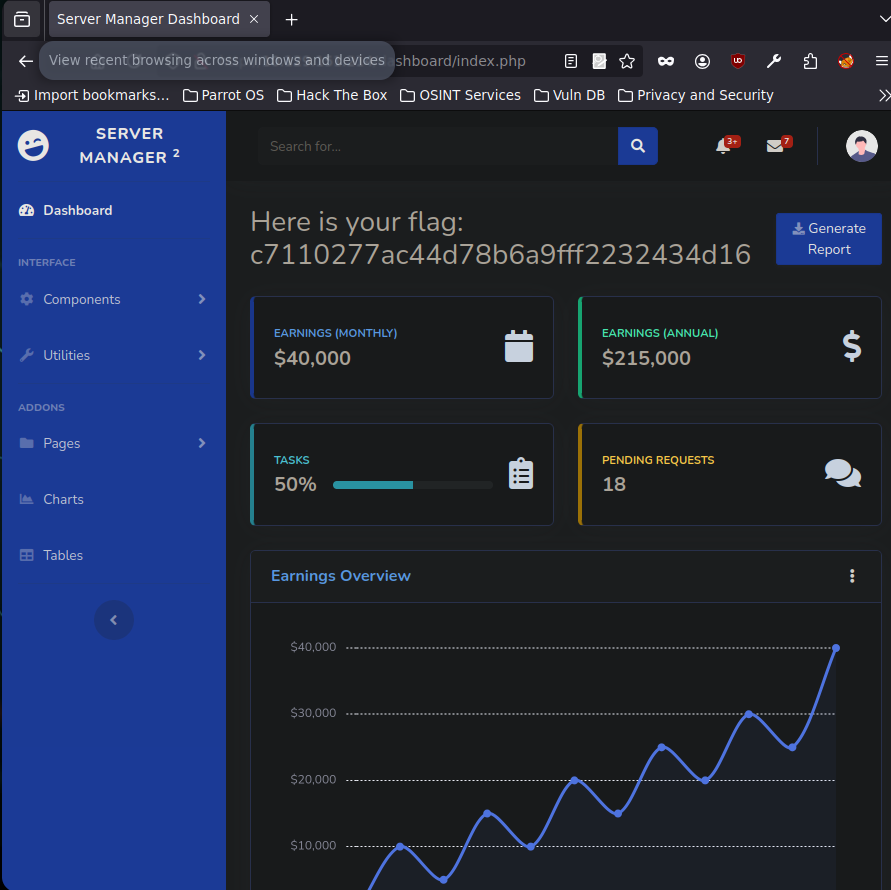 Server Manager Dashboard
View recent browsing across windows and devices
shboard/index.php
Import bookmarks...
Parrot OS
Hack The Box
OSINT Services
Vuln DB
Privacy and Security
SERVER
MANAGER 2
Search for...
3+
7
Dashboard
Here is your flag:
c7110277ac44d78b6a9fff2232434d16
Generate
Report
INTERFACE
Components
Utilities
ADDONS
Pages
Charts
Tables
EARNINGS (MONTHLY)
$40,000
EARNINGS (ANNUAL)
$215,000
TASKS
50%
PENDING REQUESTS
18
Earnings Overview
$40,000
$30,000
$20,000
$10,000